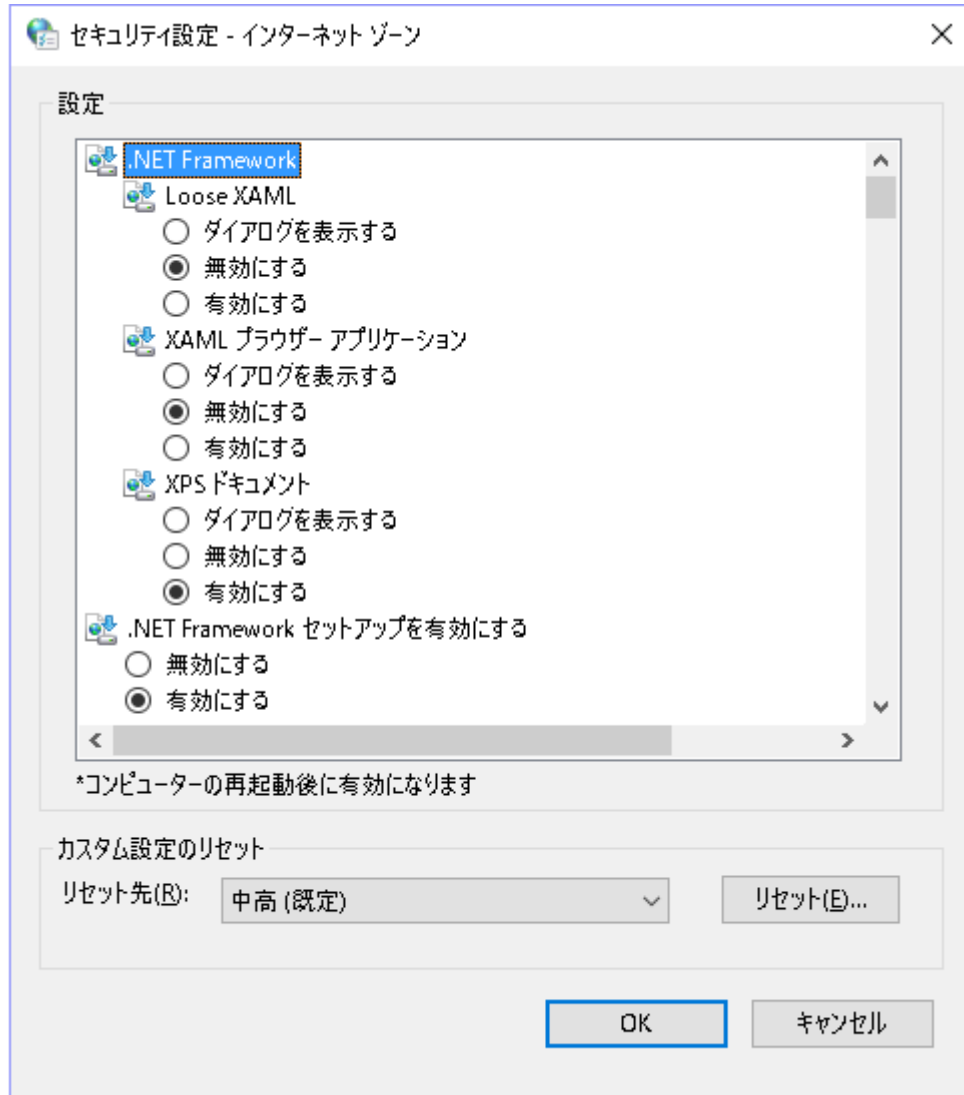 セキュリティ設定 - インターネット ゾーン
設定
.NET Framework
Loose XAML
ダイアログを表示する
無効にする
有効にする
XAML ブラウザー アプリケーション
ダイアログを表示する
無効にする
有効にする
XPS ドキュメント
ダイアログを表示する
無効にする
有効にする
.NET Framework セットアップを有効にする
無効にする
有効にする
*コンピューターの再起動後に有効になります
カスタム設定のリセット
リセット先(R): 中高 (既定) リセット(E)...
OK キャンセル